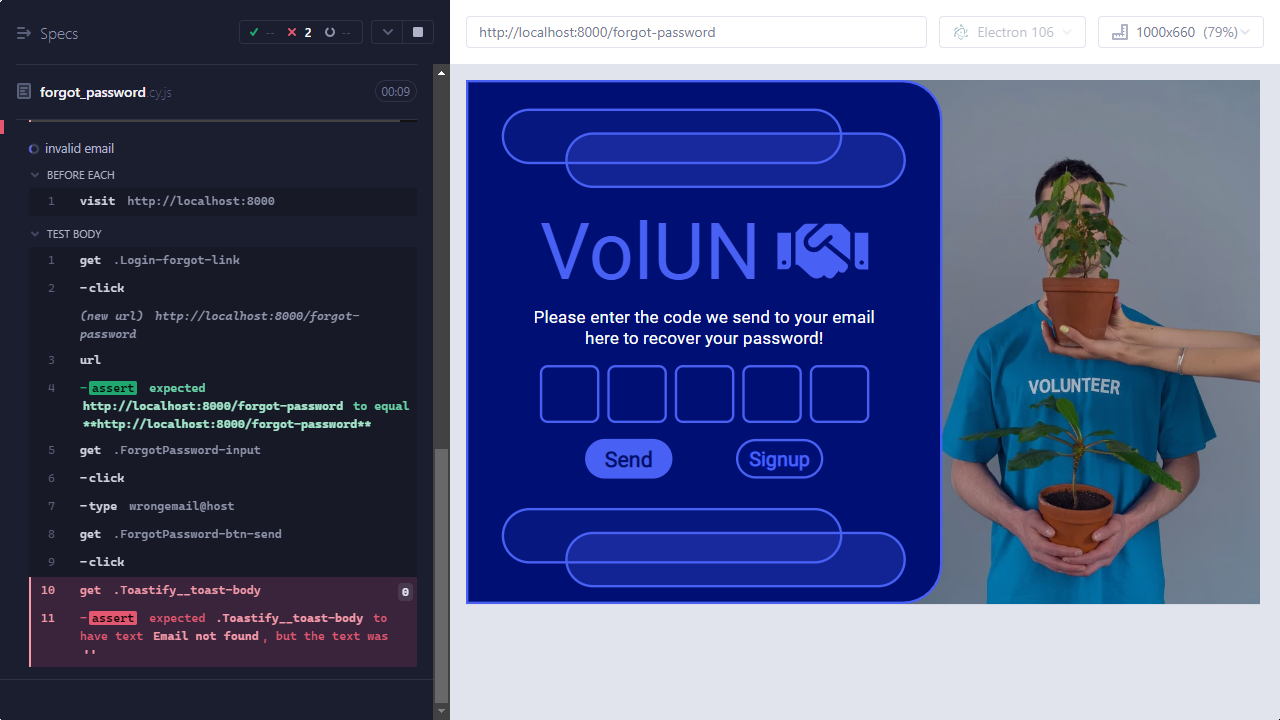 Specs
-- 2 --
forgot_password.cy.js
00:09
invalid email
BEFORE EACH
1 visit http://localhost:8000
TEST BODY
1 get .Login-forgot-link
2 -click
(new url) http://localhost:8000/forgot-
password
3 url
4 -assert expected
http://localhost:8000/forgot-password to equal
**http://localhost:8000/forgot-password**
5 get .ForgotPassword-input
6 -click
7 -type wrongemail@host
8 get .ForgotPassword-btn-send
9 -click
10 get .Toastify__toast-body 0
11 -assert expected .Toastify__toast-body to
have text Email not found, but the text was
''
http://localhost:8000/forgot-password
Electron 106
1000x660 (79%)
VolUN
Please enter the code we send to your email
here to recover your password!
Send
Signup
VOLUNTEER